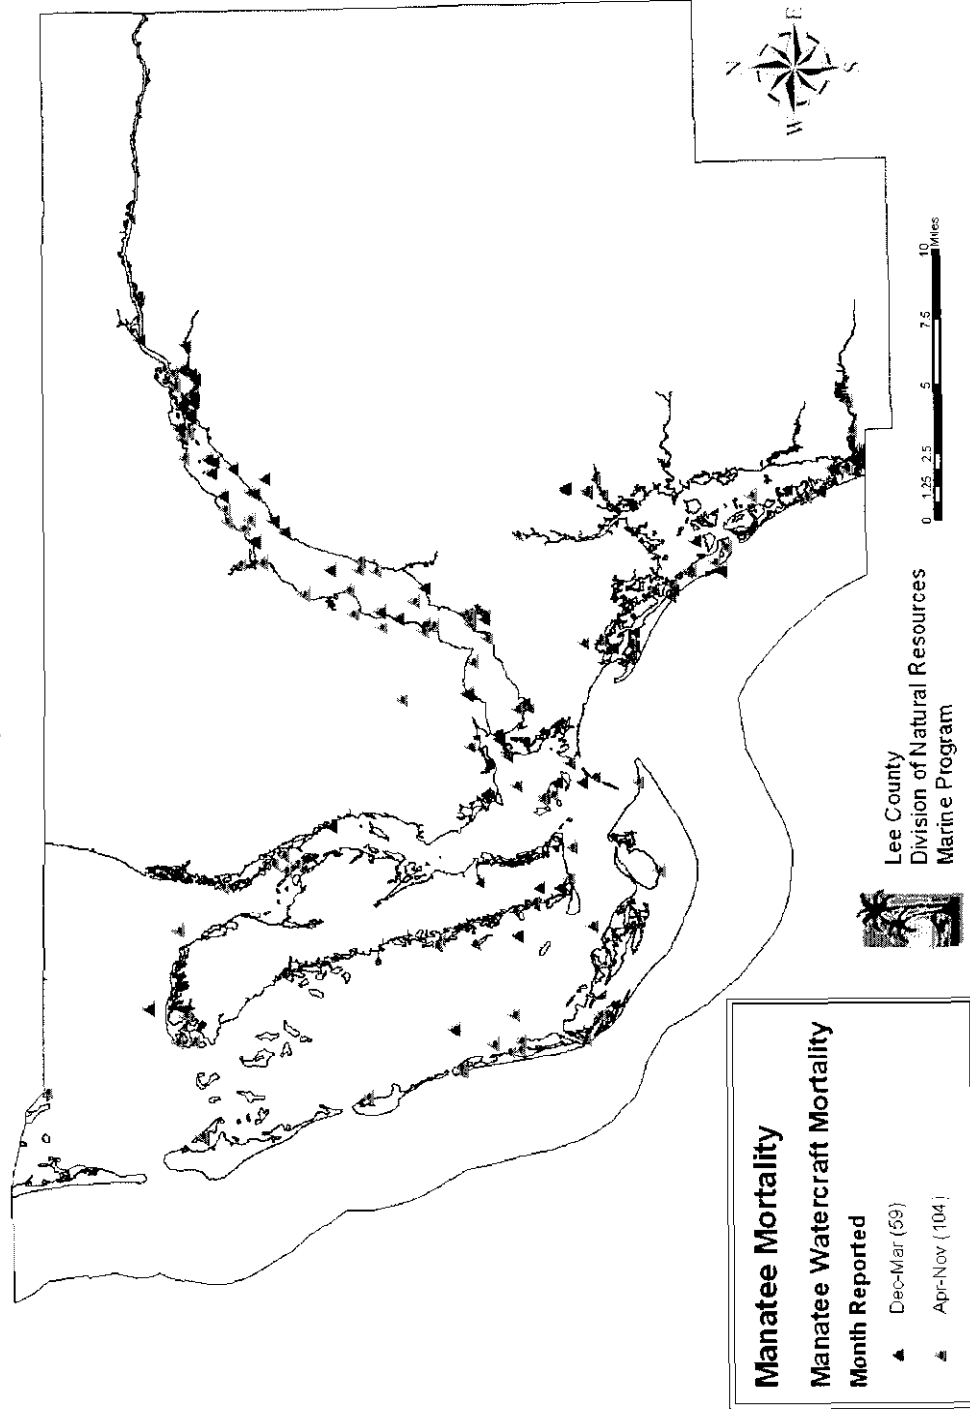 Manatee Mortality
Manatee Watercraft Mortality
Month Reported
Dec-Mar (59)
Apr-Nov (104)
Lee County
Division of Natural Resources
Marine Program
0 1.25 2.5 5 7.5 10
Miles
N
W E
S